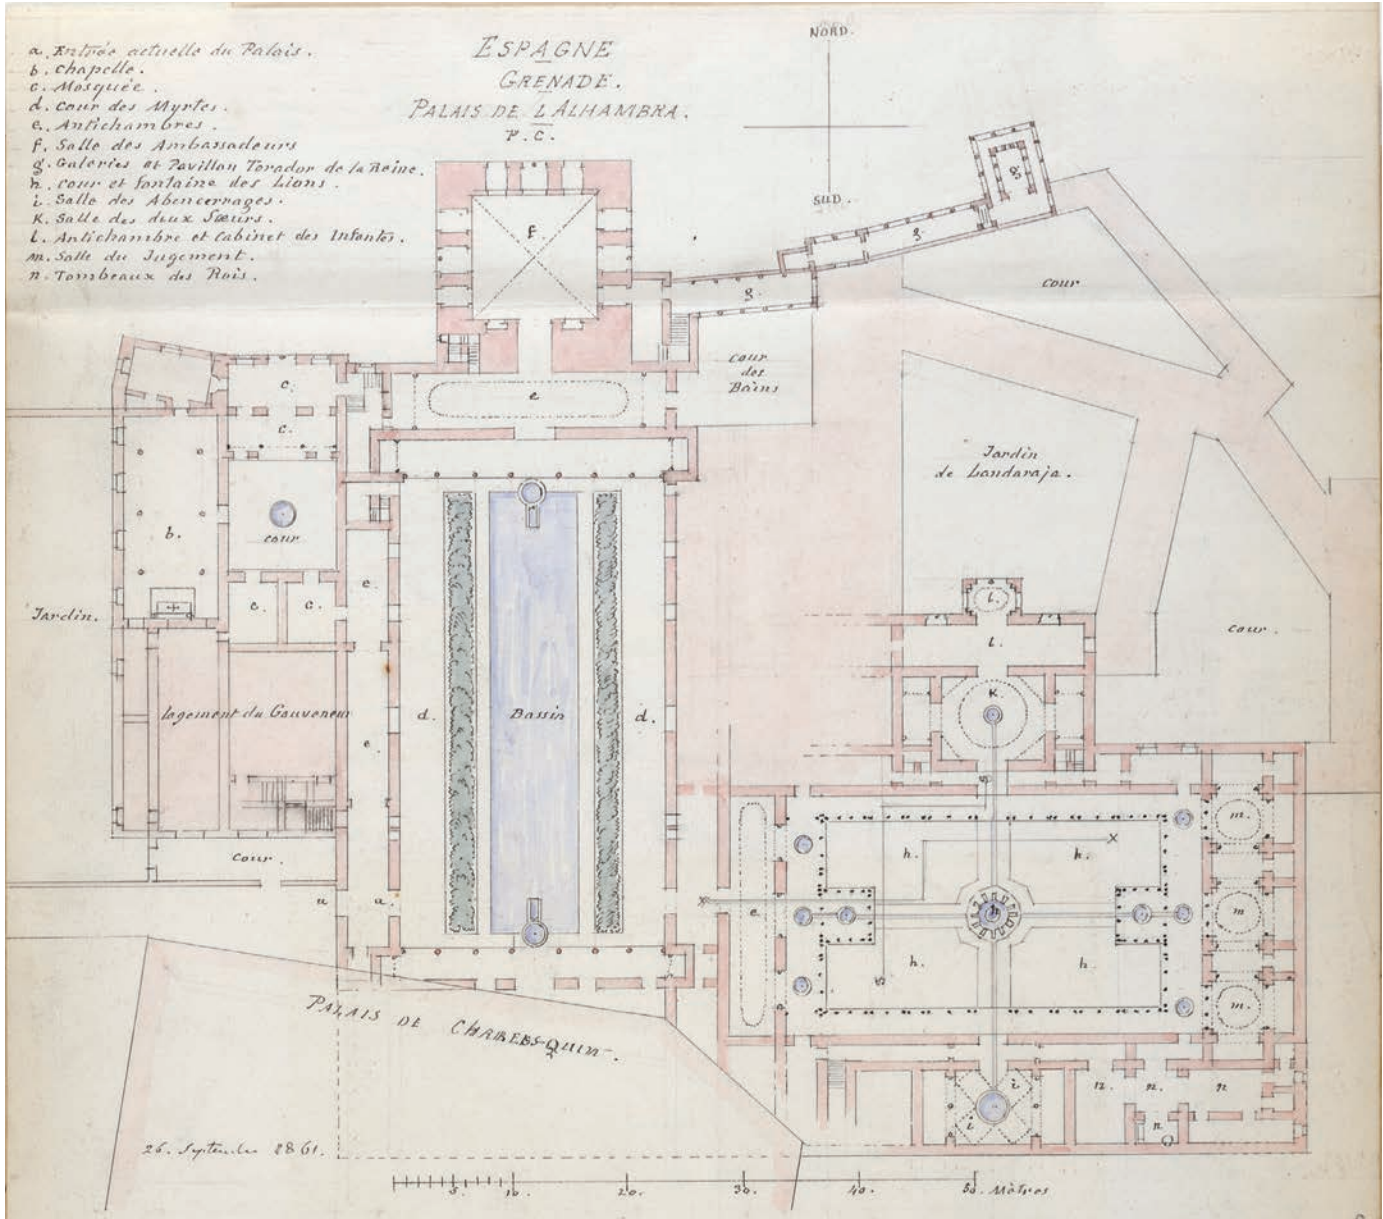 a. Entrée actuelle du Palais.
b. Chapelle.
c. Mosquée.
d. Cour des Myrtes.
e. Antichambres.
f. Salle des Ambassadeurs
g. Galeries et Pavillon Torador de la Reine.
h. Cour et fontaine des Lions.
i. Salle des Abencerrages.
K. Salle des deux Sœurs.
l. Antichambre et Cabinet des Infantes.
m. Salle du Jugement.
n. Tombeaux des Rois.
ESPAGNE
GRENADE.
PALAIS DE L'ALHAMBRA.
P. C.
NORD.
SUD.
g
g.
g.
f.
Cour
Cour
des
Bains
e
c.
c.
Jardin
de Landaraja.
b.
cour
e.
c.
c.
l.
l.
Jardin.
Cour.
K
Logement du Gouveneur
d.
Bassin
d.
e.
S
m.
h.
h.
Cour.
a
a.
e
h
m
h.
h.
S
m.
PALAIS DE CHARLES-QUINT.
i
i
n.
n.
n
n
26. Septembre 1861.
5.
10.
20.
30.
40.
50. Mètres